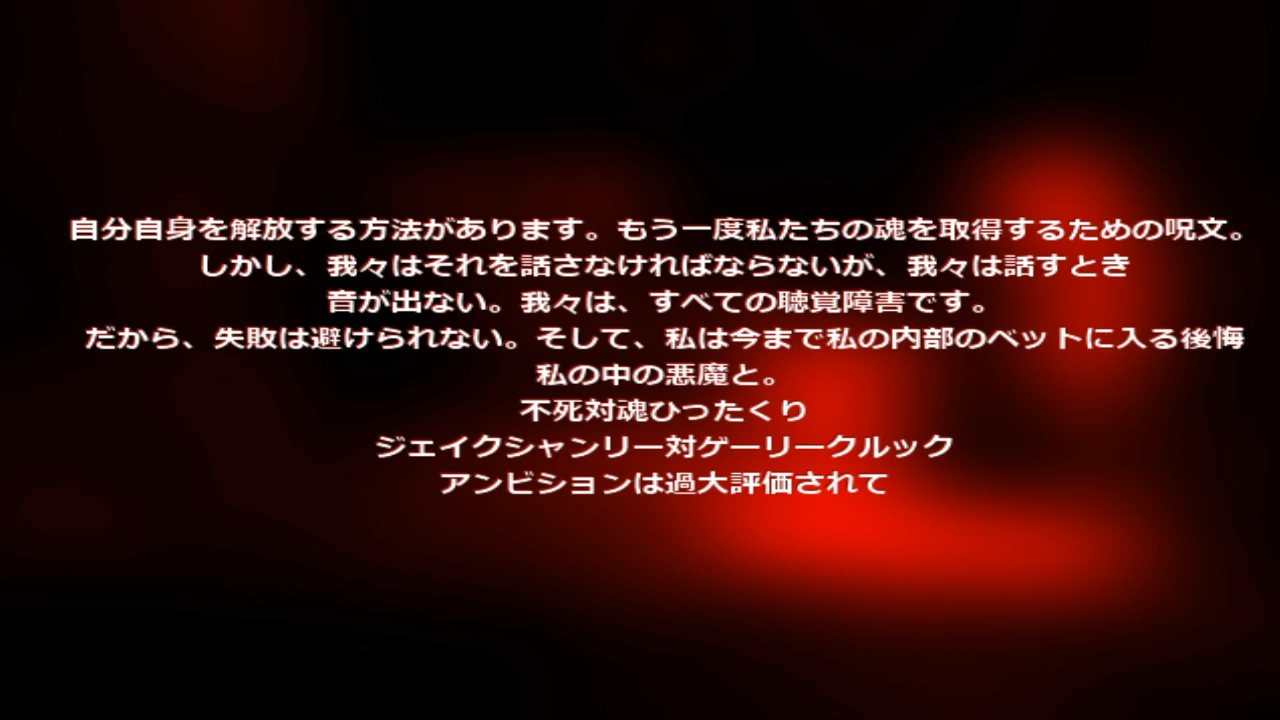 自分自身を解放する方法があります。もう一度私たちの魂を取得するための呪文。
しかし、我々はそれを話さなければならないが、我々は話すとき
音が出ない。我々は、すべての聴覚障害です。
だから、失敗は避けられない。そして、私は今まで私の内部のベットに入る後悔
私の中の悪魔と。
不死対魂ひったくり
ジェイクシャンリー対ゲーリークルック
アンビションは過大評価されて